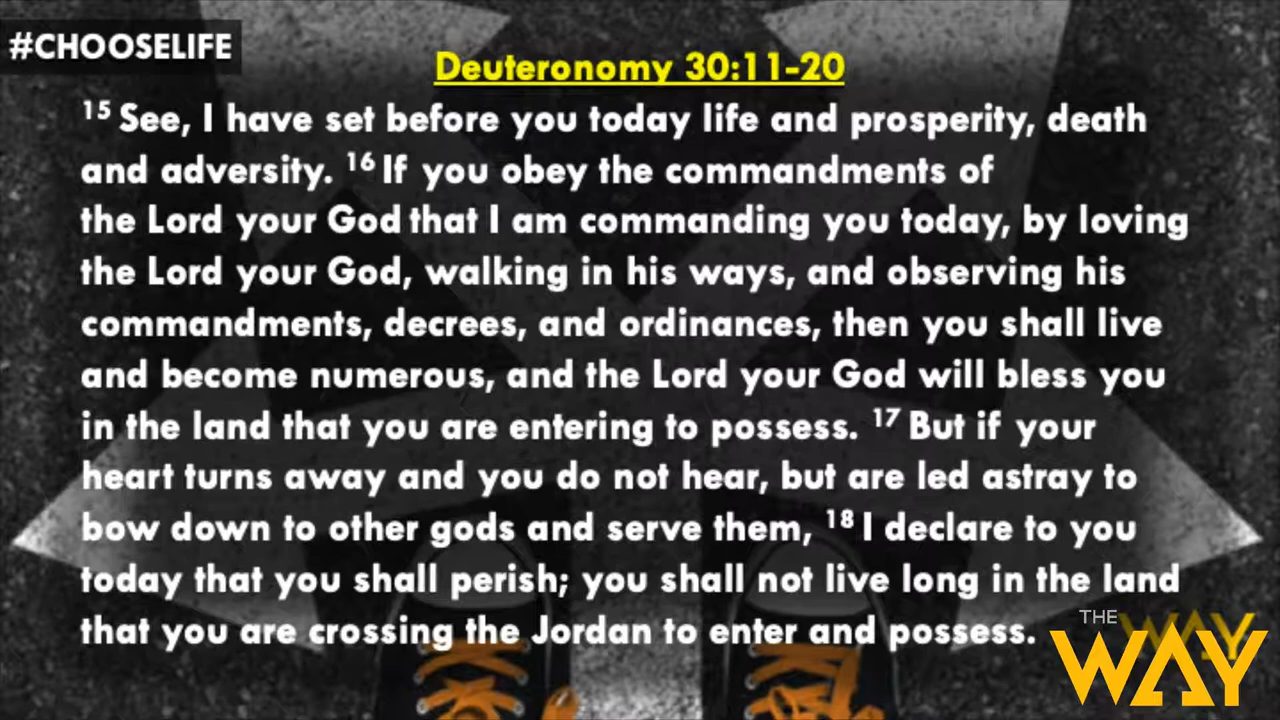 #CHOOSELIFE
Deuteronomy 30:11-20
15 See, I have set before you today life and prosperity, death
and adversity. 16 If you obey the commandments of
the Lord your God that I am commanding you today, by loving
the Lord your God, walking in his ways, and observing his
commandments, decrees, and ordinances, then you shall live
and become numerous, and the Lord your God will bless you
in the land that you are entering to possess. 17 But if your
heart turns away and you do not hear, but are led astray to
bow down to other gods and serve them, 18 I declare to you
today that you shall perish; you shall not live long in the land
that you are crossing the Jordan to enter and possess.
THE
WAY
WAY